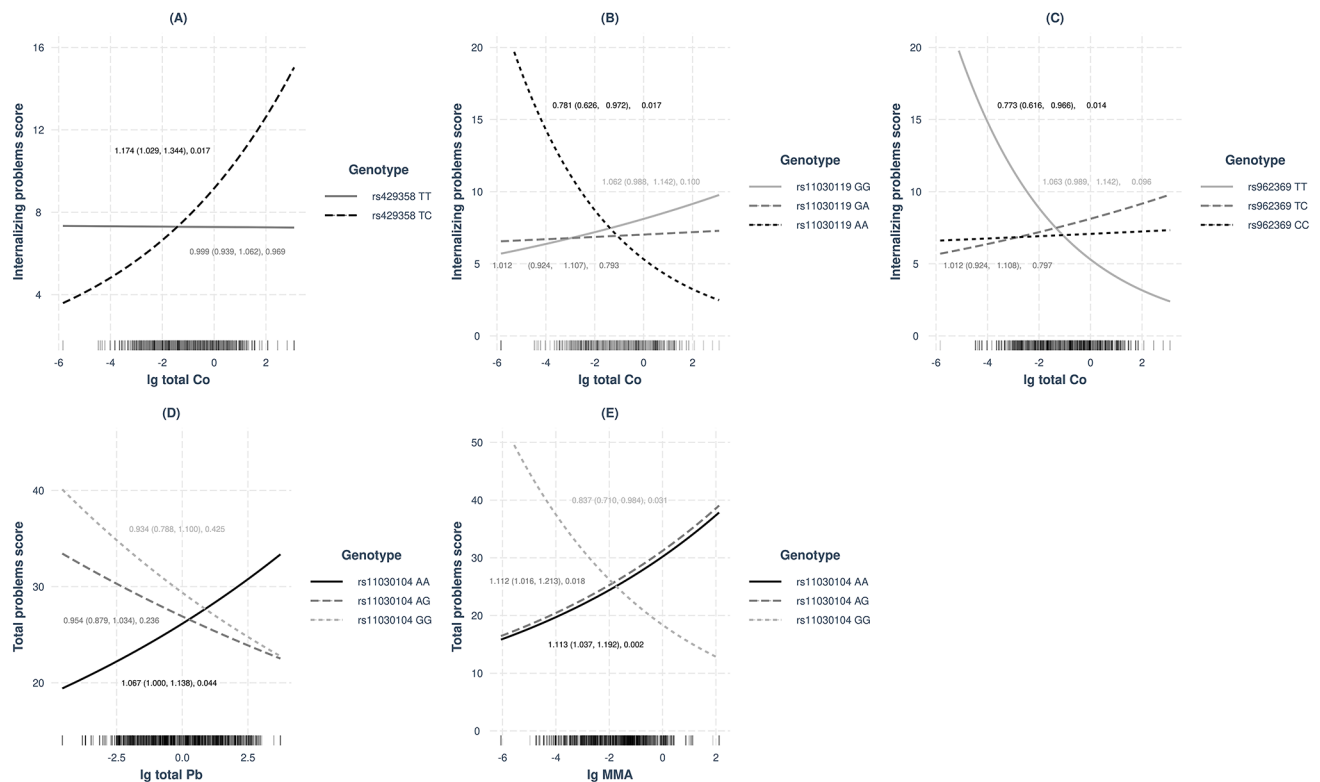 (A)
Internalizing problems score
16
12
8
4
1.174 (1.029, 1.344), 0.017
0.999 (0.939, 1.062), 0.969
-6 -4 -2 0 2
lg total Co
Genotype
rs429358 TT
rs429358 TC
(B)
Internalizing problems score
20
15
10
5
0
0.781 (0.626, 0.972), 0.017
1.062 (0.988, 1.142), 0.100
1.012 (0.924, 1.107), 0.793
-6 -4 -2 0 2
lg total Co
Genotype
rs11030119 GG
rs11030119 GA
rs11030119 AA
(C)
Internalizing problems score
20
15
10
5
0
0.773 (0.616, 0.966), 0.014
1.063 (0.989, 1.142), 0.096
1.012 (0.924, 1.108), 0.797
-6 -4 -2 0 2
lg total Co
Genotype
rs962369 TT
rs962369 TC
rs962369 CC
(D)
Total problems score
40
30
20
0.934 (0.788, 1.100), 0.425
0.954 (0.879, 1.034), 0.236
1.067 (1.000, 1.138), 0.044
-2.5 0.0 2.5
lg total Pb
Genotype
rs11030104 AA
rs11030104 AG
rs11030104 GG
(E)
Total problems score
50
40
30
20
10
0
0.837 (0.710, 0.984), 0.031
1.112 (1.016, 1.213), 0.018
1.113 (1.037, 1.192), 0.002
-6 -4 -2 0 2
lg MMA
Genotype
rs11030104 AA
rs11030104 AG
rs11030104 GG